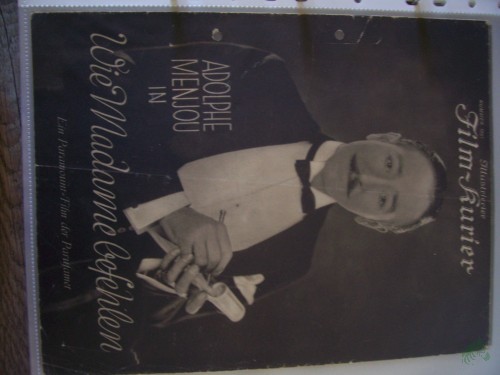 Illustrierter
Film-Kurier
ADOLPHE
MENJOU
IN
Wie Madame befehlen
Ein Paramount-Film der Parufamet